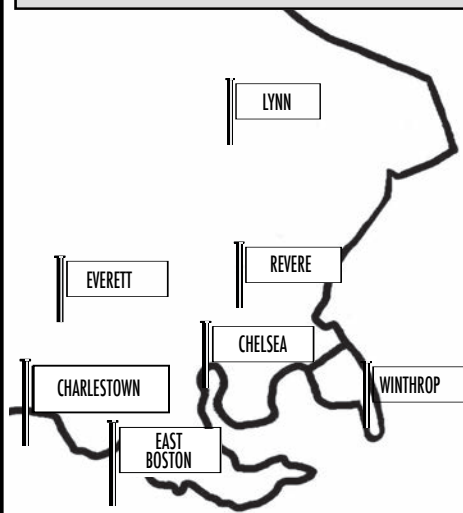 LYNN
REVERE
EVERETT
CHELSEA
CHARLESTOWN
WINTHROP
EAST
BOSTON